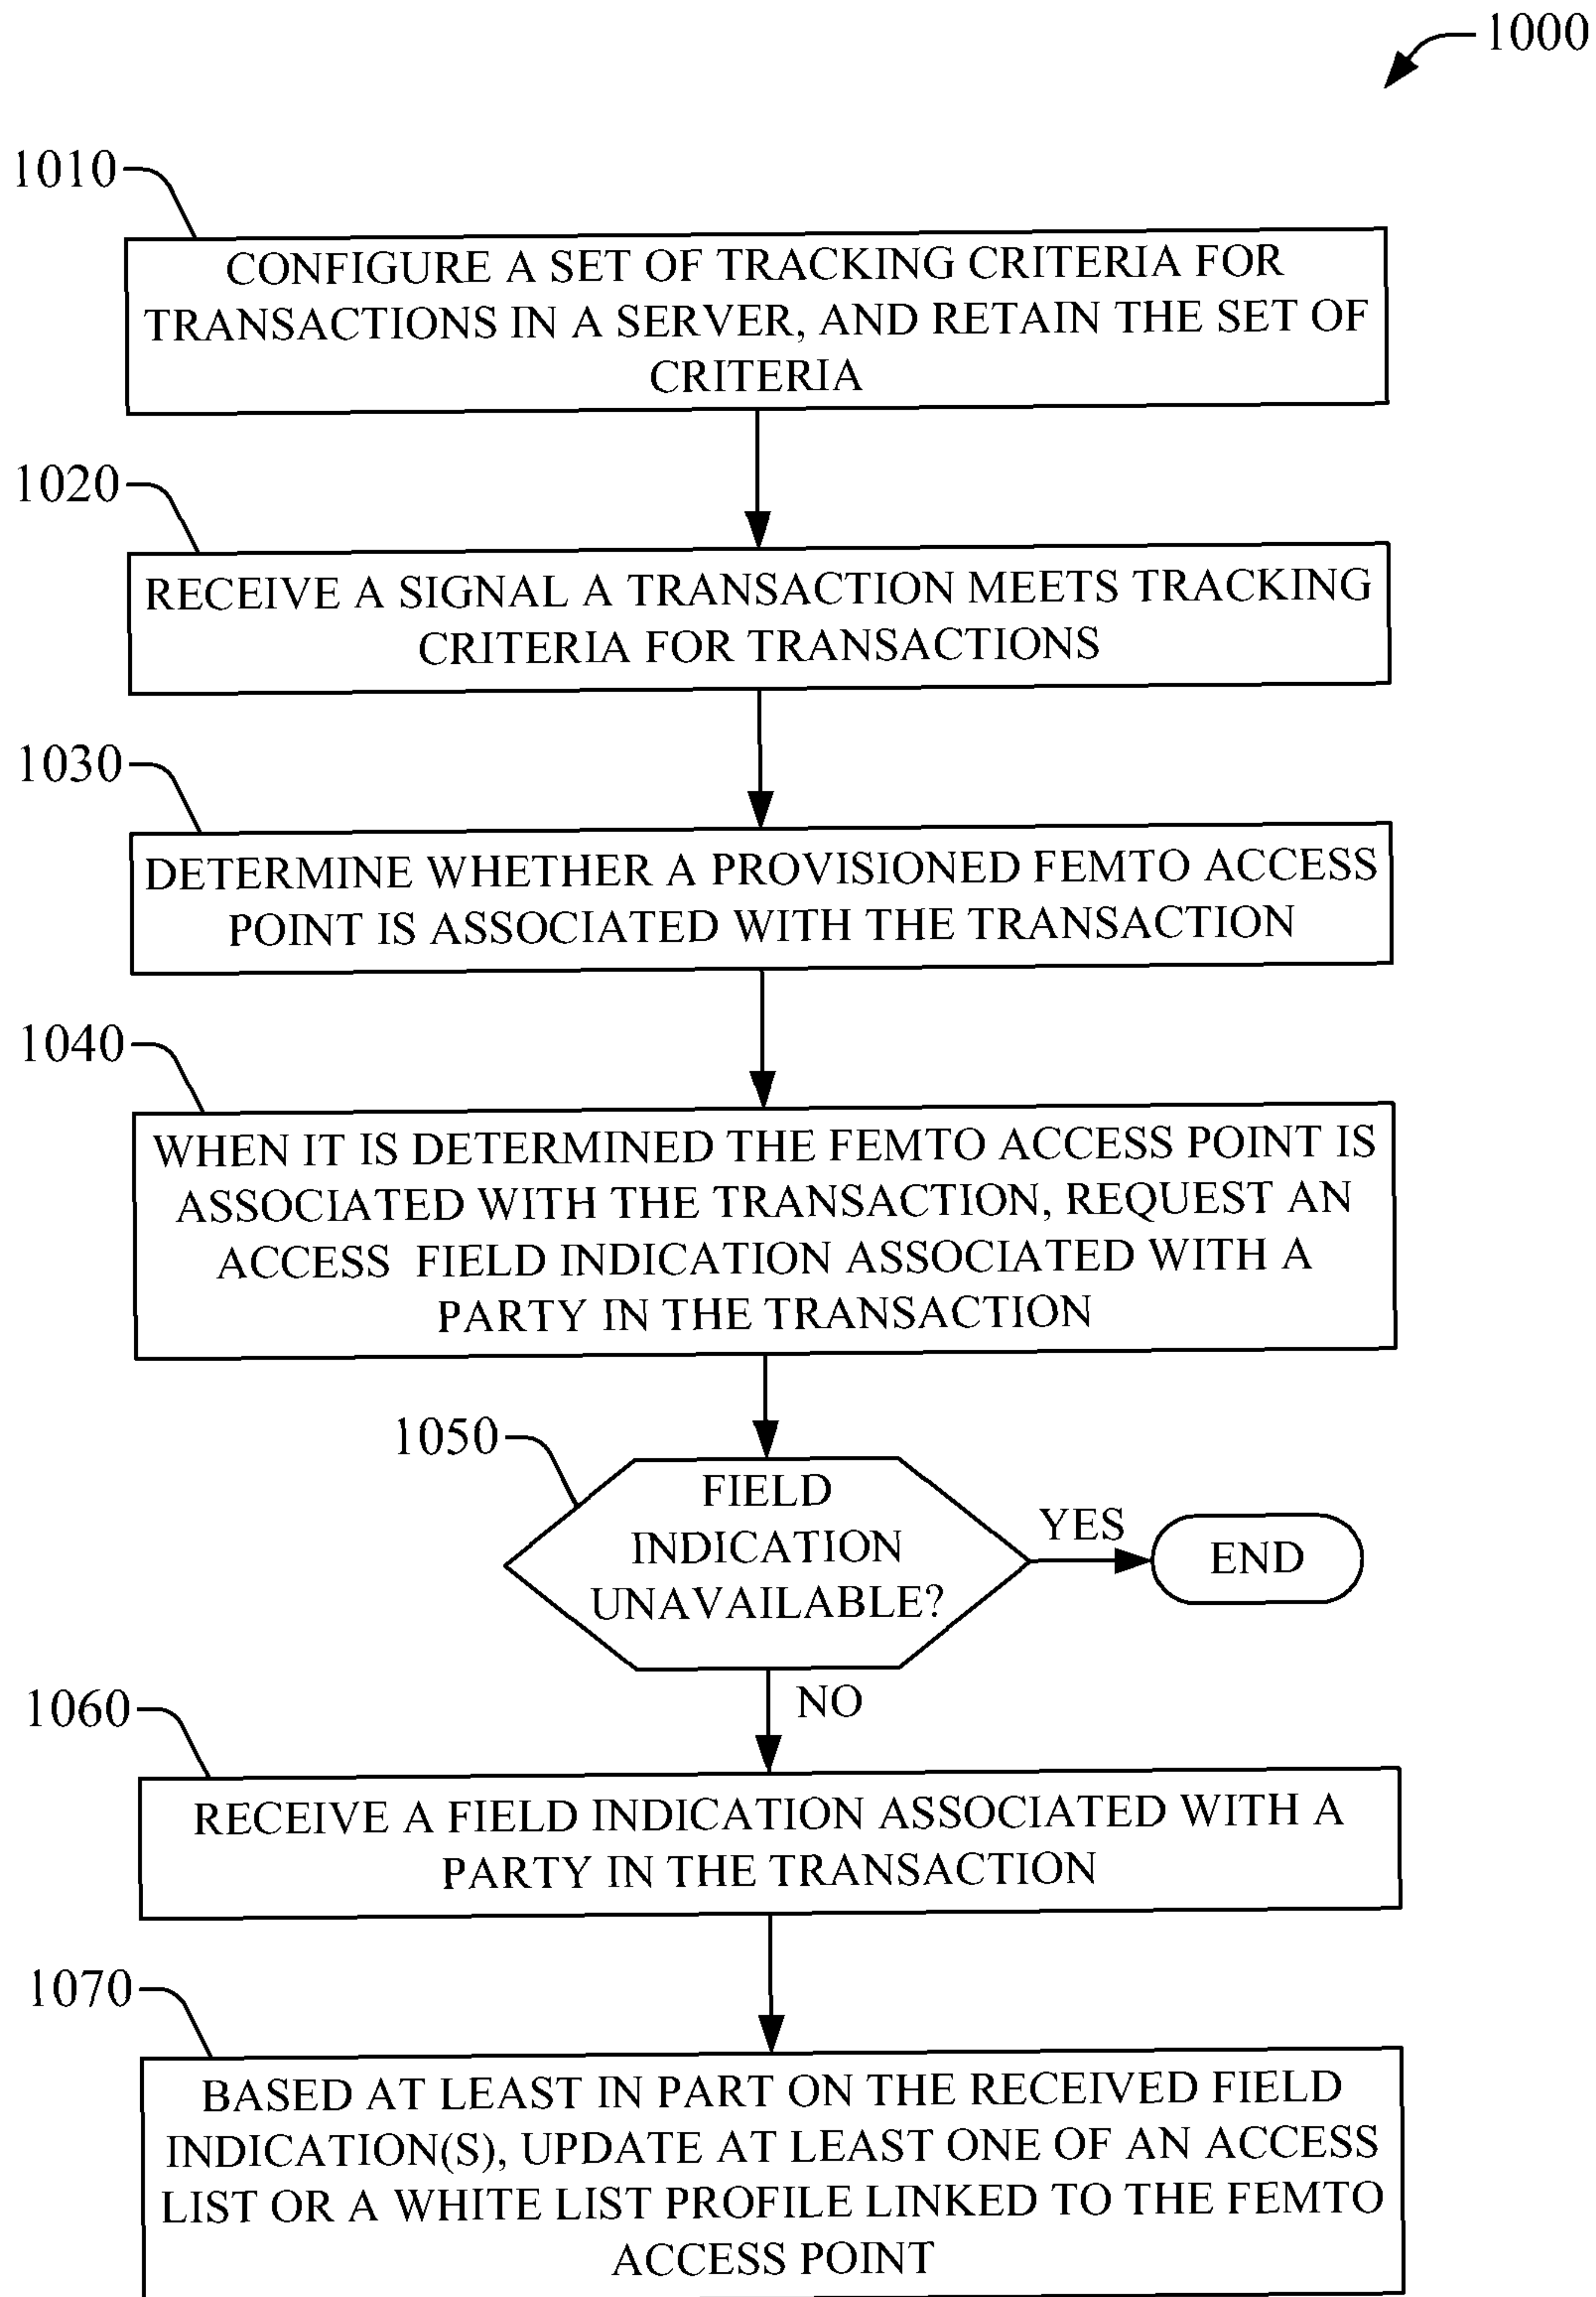 1000
1010
CONFIGURE A SET OF TRACKING CRITERIA FOR
TRANSACTIONS IN A SERVER, AND RETAIN THE SET OF
CRITERIA
1020
RECEIVE A SIGNAL A TRANSACTION MEETS TRACKING
CRITERIA FOR TRANSACTIONS
1030
DETERMINE WHETHER A PROVISIONED FEMTO ACCESS
POINT IS ASSOCIATED WITH THE TRANSACTION
1040
WHEN IT IS DETERMINED THE FEMTO ACCESS POINT IS
ASSOCIATED WITH THE TRANSACTION, REQUEST AN
ACCESS FIELD INDICATION ASSOCIATED WITH A
PARTY IN THE TRANSACTION
1050
FIELD
INDICATION
UNAVAILABLE?
YES
END
NO
1060
RECEIVE A FIELD INDICATION ASSOCIATED WITH A
PARTY IN THE TRANSACTION
1070
BASED AT LEAST IN PART ON THE RECEIVED FIELD
INDICATION(S), UPDATE AT LEAST ONE OF AN ACCESS
LIST OR A WHITE LIST PROFILE LINKED TO THE FEMTO
ACCESS POINT